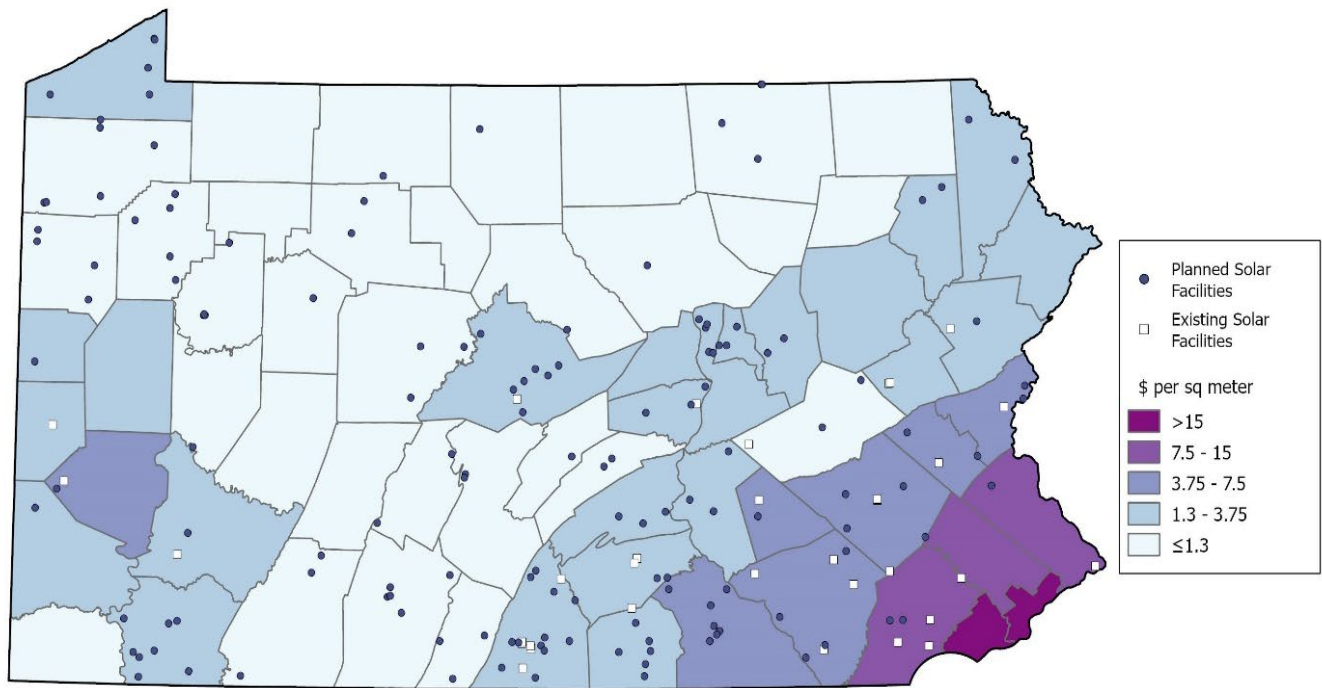 Planned Solar
Facilities
Existing Solar
Facilities
$ per sq meter
>15
7.5 - 15
3.75 - 7.5
1.3 - 3.75
≤1.3